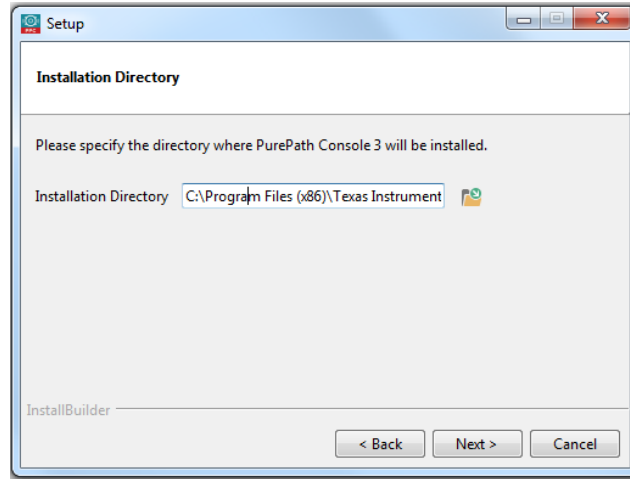 PPC
Setup
Installation Directory
Please specify the directory where PurePath Console 3 will be installed.
Installation Directory C:\Program Files (x86)\Texas Instrument
InstallBuilder
< Back Next > Cancel